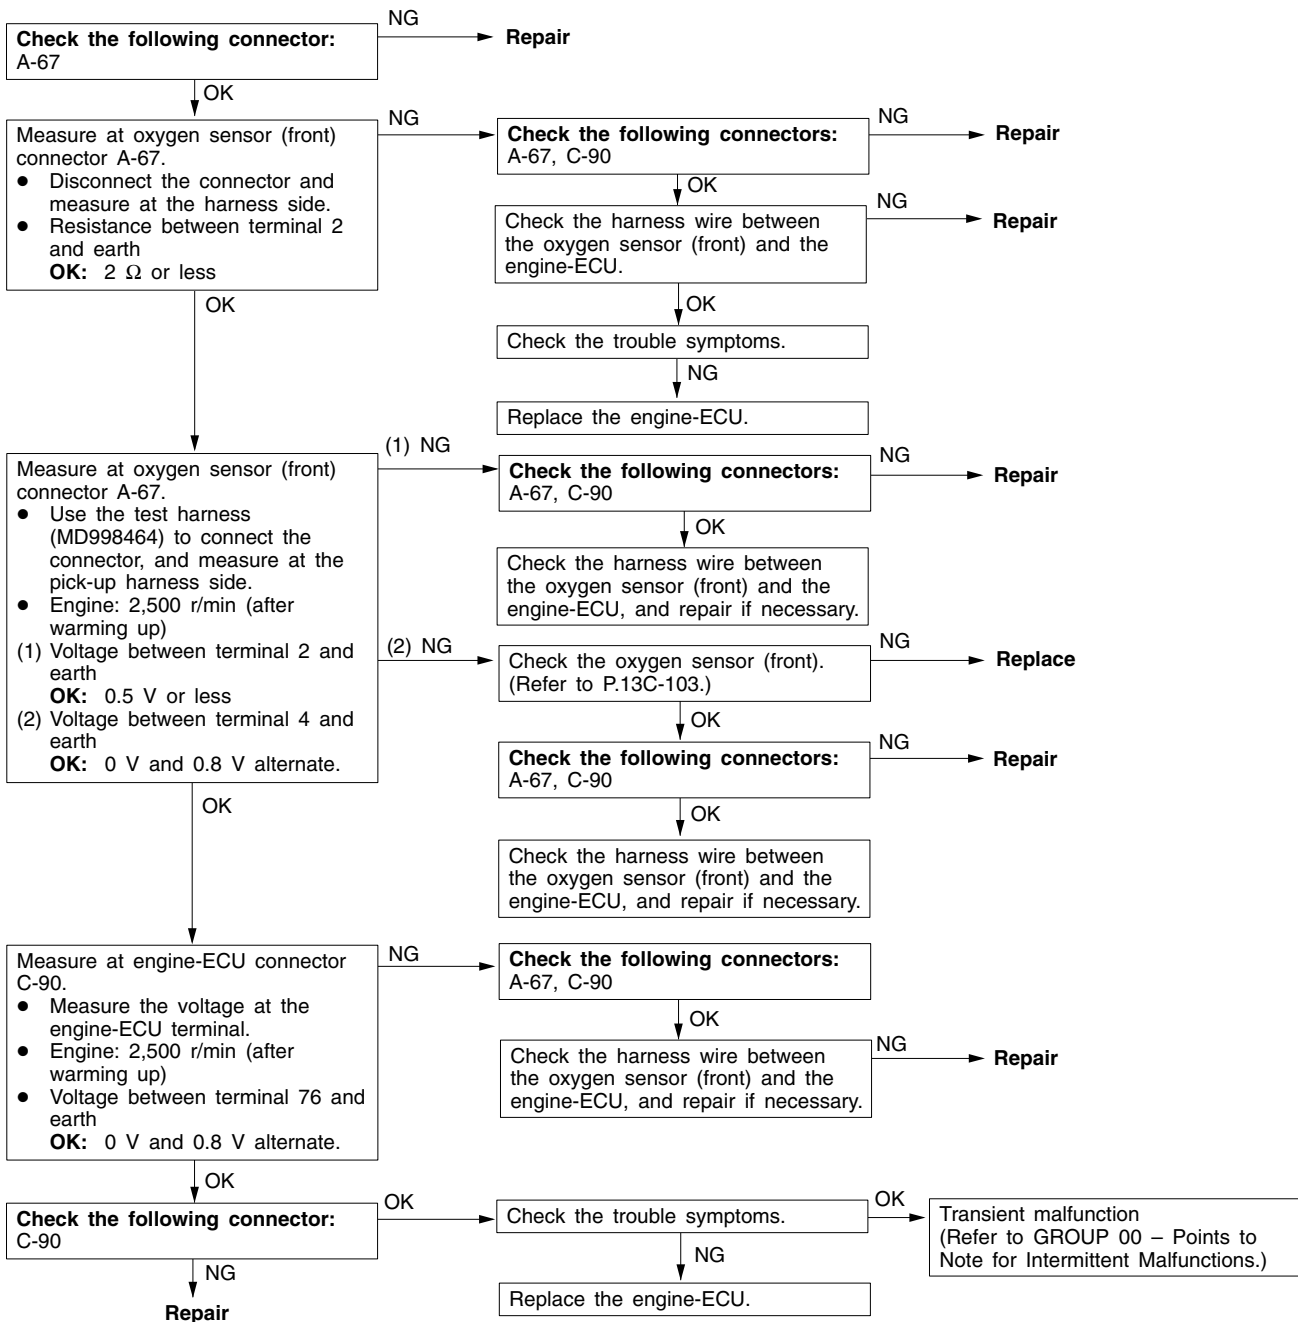 Check the following connector:
A-67
NG
Repair
OK
Measure at oxygen sensor (front)
connector A-67.
● Disconnect the connector and
measure at the harness side.
● Resistance between terminal 2
and earth
OK: 2 Ω or less
NG
Check the following connectors:
A-67, C-90
NG
Repair
OK
Check the harness wire between
the oxygen sensor (front) and the
engine-ECU.
NG
Repair
OK
Check the trouble symptoms.
NG
Replace the engine-ECU.
OK
Measure at oxygen sensor (front)
connector A-67.
● Use the test harness
(MD998464) to connect the
connector, and measure at the
pick-up harness side.
● Engine: 2,500 r/min (after
warming up)
(1) Voltage between terminal 2 and
earth
OK: 0.5 V or less
(2) Voltage between terminal 4 and
earth
OK: 0 V and 0.8 V alternate.
(1) NG
Check the following connectors:
A-67, C-90
NG
Repair
OK
Check the harness wire between
the oxygen sensor (front) and the
engine-ECU, and repair if necessary.
(2) NG
Check the oxygen sensor (front).
(Refer to P.13C-103.)
NG
Replace
OK
Check the following connectors:
A-67, C-90
NG
Repair
OK
Check the harness wire between
the oxygen sensor (front) and the
engine-ECU, and repair if necessary.
OK
Measure at engine-ECU connector
C-90.
● Measure the voltage at the
engine-ECU terminal.
● Engine: 2,500 r/min (after
warming up)
● Voltage between terminal 76 and
earth
OK: 0 V and 0.8 V alternate.
NG
Check the following connectors:
A-67, C-90
OK
Check the harness wire between
the oxygen sensor (front) and the
engine-ECU, and repair if necessary.
NG
Repair
OK
Check the following connector:
C-90
OK
Check the trouble symptoms.
OK
Transient malfunction
(Refer to GROUP 00 – Points to
Note for Intermittent Malfunctions.)
NG
Repair
NG
Replace the engine-ECU.